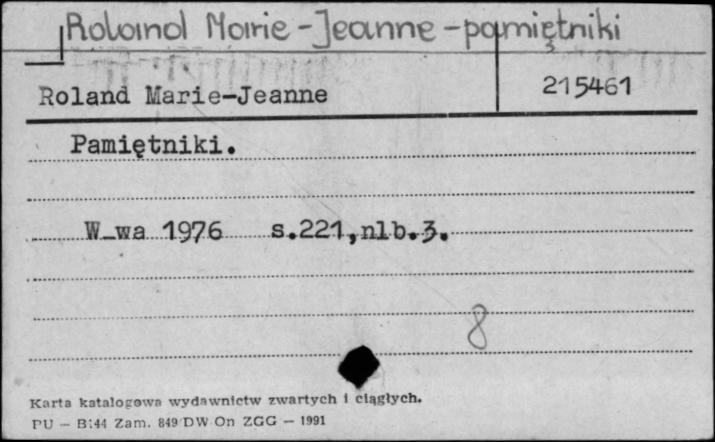 Roland Marie-Jeanne - pamiętniki
Roland Marie-Jeanne
215461
Pamiętniki.
W-wa 1976 s.221,nlb.3.
8
Karta katalogowa wydawnictw zwartych i ciągłych.
PU — B:44 Zam. 849 DW On ZGG — 1991